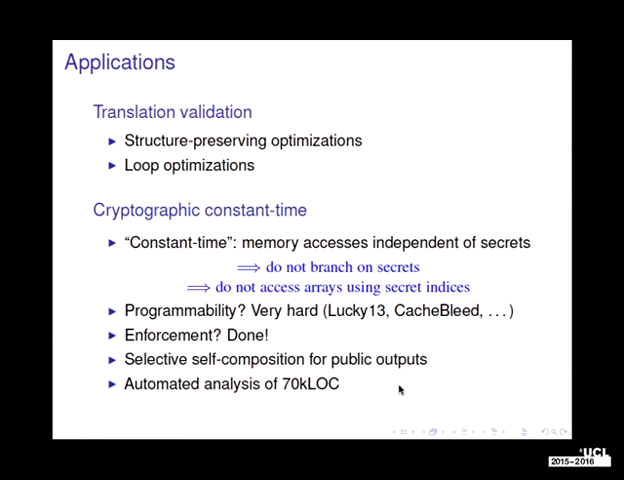 Applications
Translation validation
► Structure-preserving optimizations
► Loop optimizations
Cryptographic constant-time
► “Constant-time”: memory accesses independent of secrets
⟹ do not branch on secrets
⟹ do not access arrays using secret indices
► Programmability? Very hard (Lucky13, CacheBleed, . . . )
► Enforcement? Done!
► Selective self-composition for public outputs
► Automated analysis of 70kLOC
UCL
2015–2016